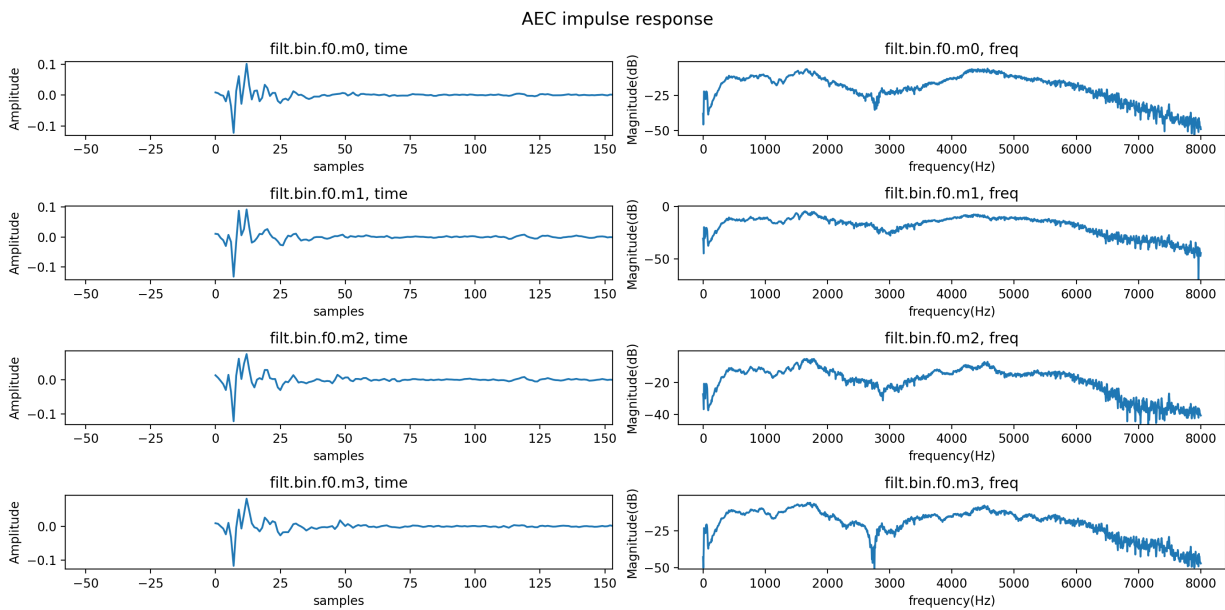 AEC impulse response
filt.bin.f0.m0, time
Amplitude
0.1
0.0
−0.1
−50 −25 0 25 50 75 100 125 150
samples
filt.bin.f0.m0, freq
Magnitude(dB)
−25
−50
0 1000 2000 3000 4000 5000 6000 7000 8000
frequency(Hz)
filt.bin.f0.m1, time
Amplitude
0.1
0.0
−0.1
−50 −25 0 25 50 75 100 125 150
samples
filt.bin.f0.m1, freq
Magnitude(dB)
0
−50
0 1000 2000 3000 4000 5000 6000 7000 8000
frequency(Hz)
filt.bin.f0.m2, time
Amplitude
0.0
−0.1
−50 −25 0 25 50 75 100 125 150
samples
filt.bin.f0.m2, freq
Magnitude(dB)
−20
−40
0 1000 2000 3000 4000 5000 6000 7000 8000
frequency(Hz)
filt.bin.f0.m3, time
Amplitude
0.0
−0.1
−50 −25 0 25 50 75 100 125 150
samples
filt.bin.f0.m3, freq
Magnitude(dB)
−25
−50
0 1000 2000 3000 4000 5000 6000 7000 8000
frequency(Hz)